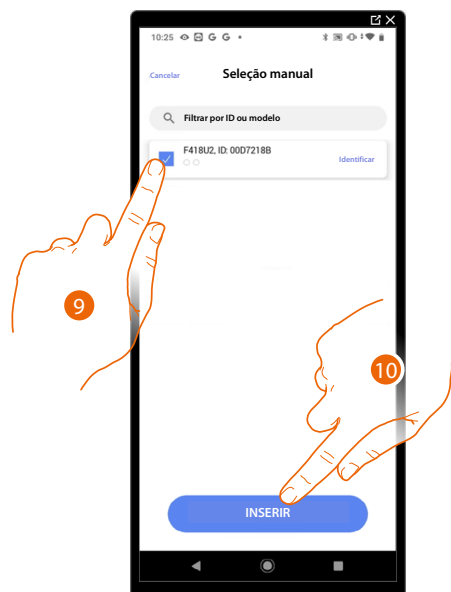 10:25 G G
Cancelar Seleção manual
Filtrar por ID ou modelo
F418U2, ID: 00D7218B
Identificar
9
10
INSERIR